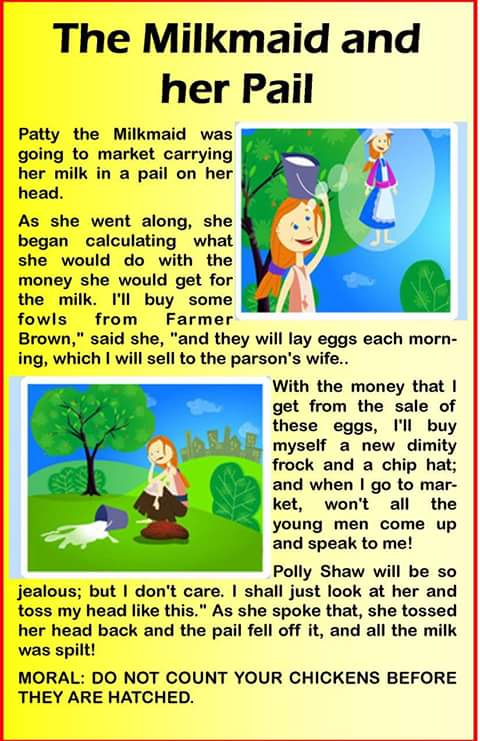 The Milkmaid and
her Pail
Patty the Milkmaid was
going to market carrying
her milk in a pail on her
head.
As she went along, she
began calculating what
she would do with the
money she would get for
the milk. I'll buy some
fowls from Farmer
Brown," said she, "and they will lay eggs each morn-
ing, which I will sell to the parson's wife..
With the money that I
get from the sale of
these eggs, I'll buy
myself a new dimity
frock and a chip hat;
and when I go to mar-
ket, won't all the
young men come up
and speak to me!
Polly Shaw will be so
jealous; but I don't care. I shall just look at her and
toss my head like this." As she spoke that, she tossed
her head back and the pail fell off it, and all the milk
was spilt!
MORAL: DO NOT COUNT YOUR CHICKENS BEFORE
THEY ARE HATCHED.